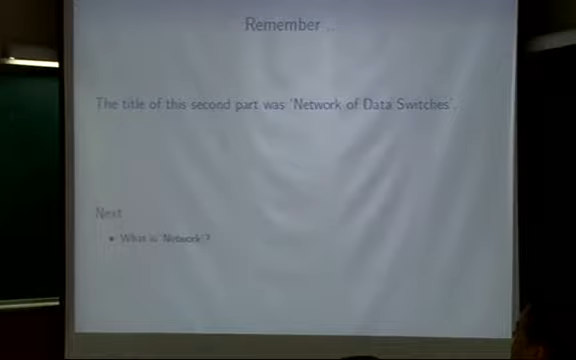 Remember ...
The title of this second part was 'Network of Data Switches'.
Next
• What is 'Network'?